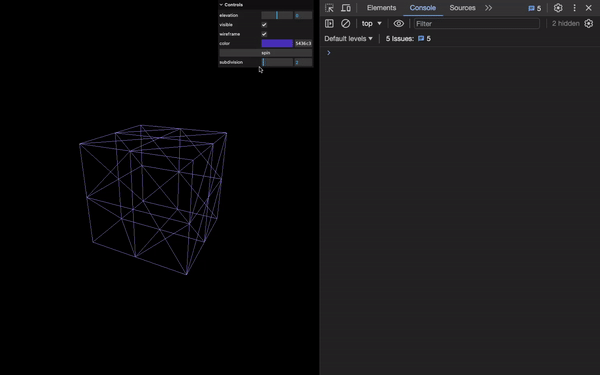 Controls
elevation 0
visible
wireframe
color 5436c3
spin
subdivision 2
Elements Console Sources 5
top Filter 2 hidden
Default levels 5 Issues: 5